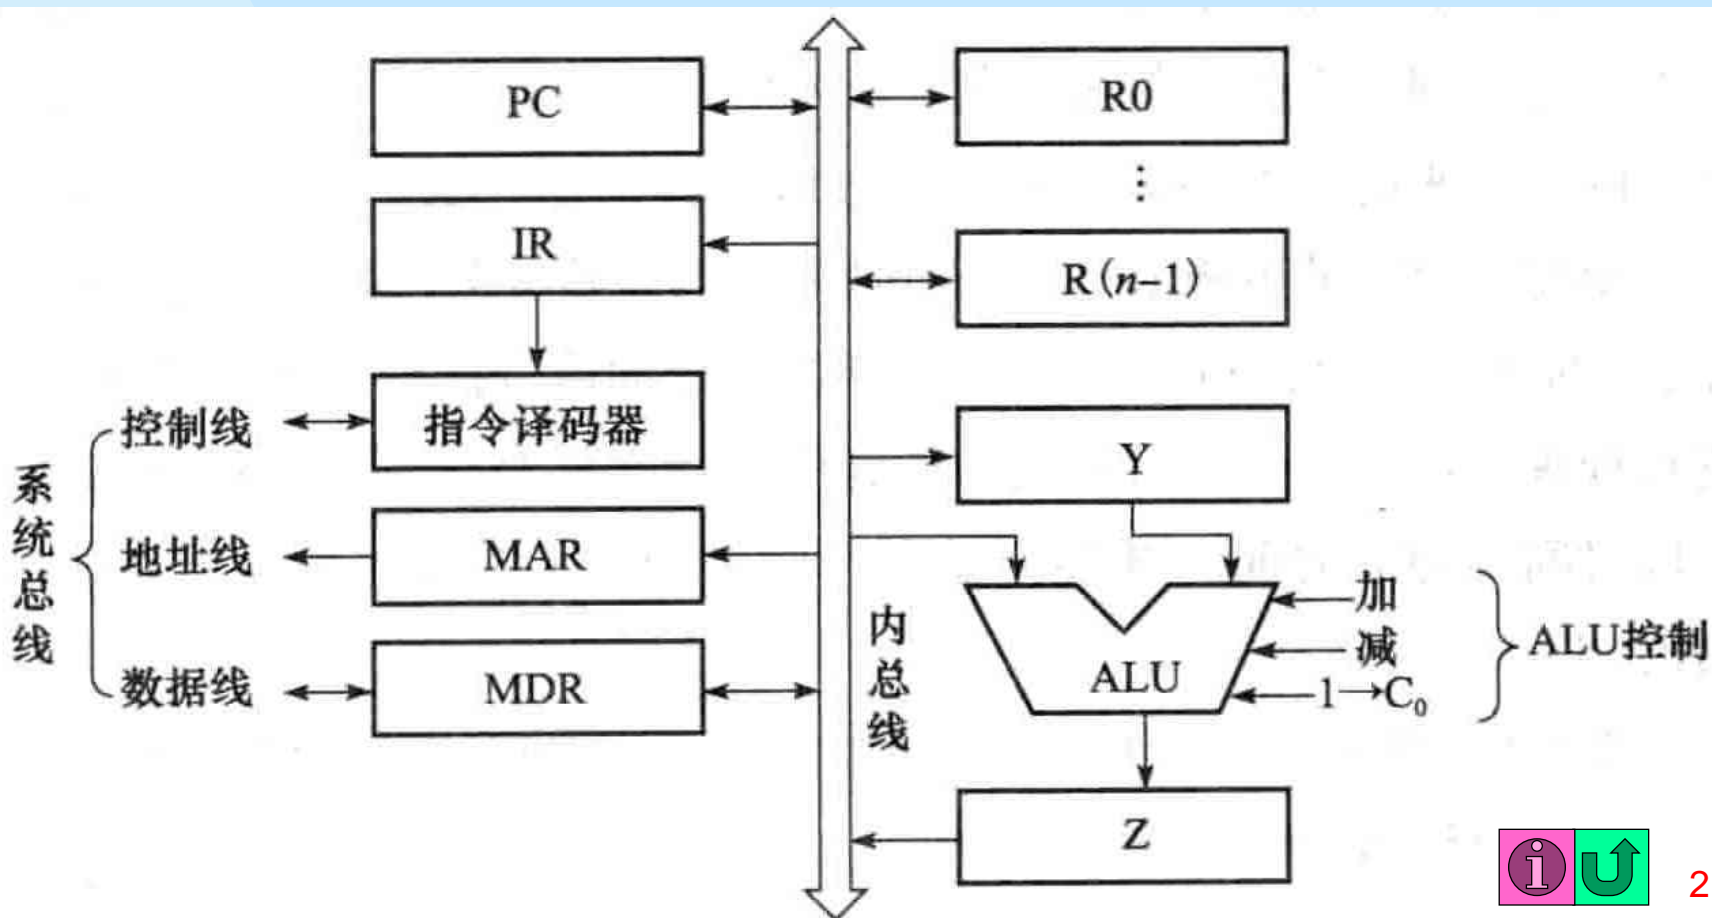 PC
IR
指令译码器
MAR
MDR
系统总线
控制线
地址线
数据线
内总线
R0
⋮
R(n-1)
Y
ALU
加
减
1→C₀
ALU控制
Z
i
2